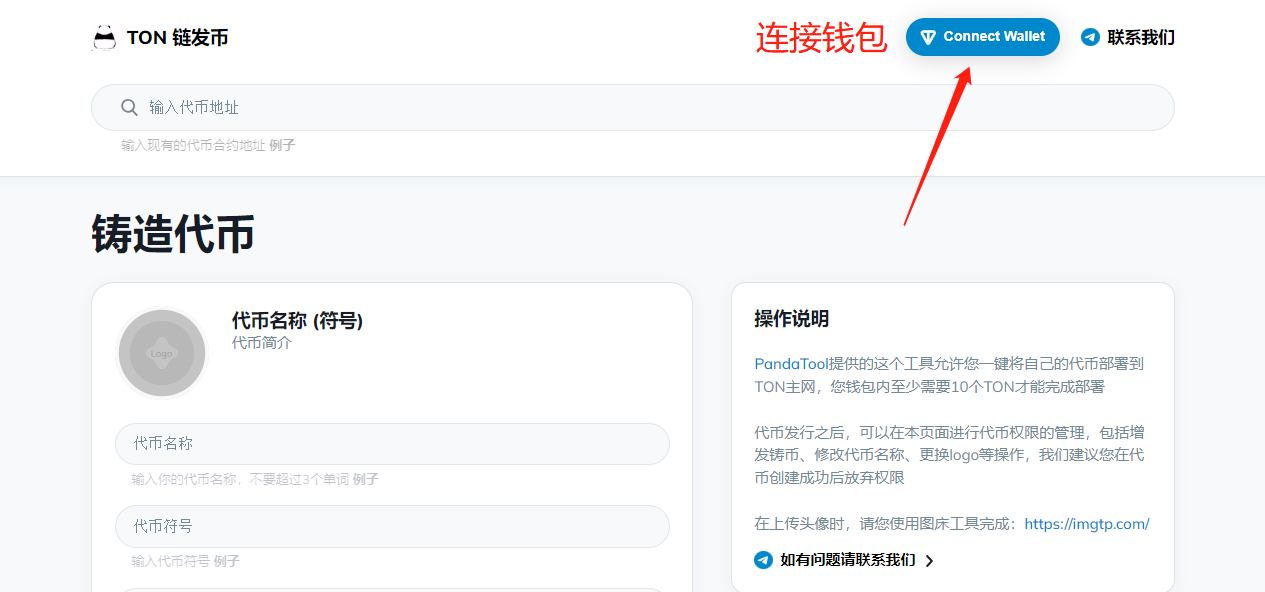 TON 链发币
连接钱包
Connect Wallet
联系我们
输入代币地址
输入现有的代币合约地址 例子
铸造代币
Logo
代币名称 (符号)
代币简介
代币名称
输入你的代币名称，不要超过3个单词 例子
代币符号
输入代币符号 例子
操作说明
PandaTool提供的这个工具允许您一键将自己的代币部署到
TON主网，您钱包内至少需要10个TON才能完成部署
代币发行之后，可以在本页面进行代币权限的管理，包括增
发铸币、修改代币名称、更换logo等操作，我们建议您在代
币创建成功后放弃权限
在上传头像时，请您使用图床工具完成：https://imgtp.com/
如有问题请联系我们